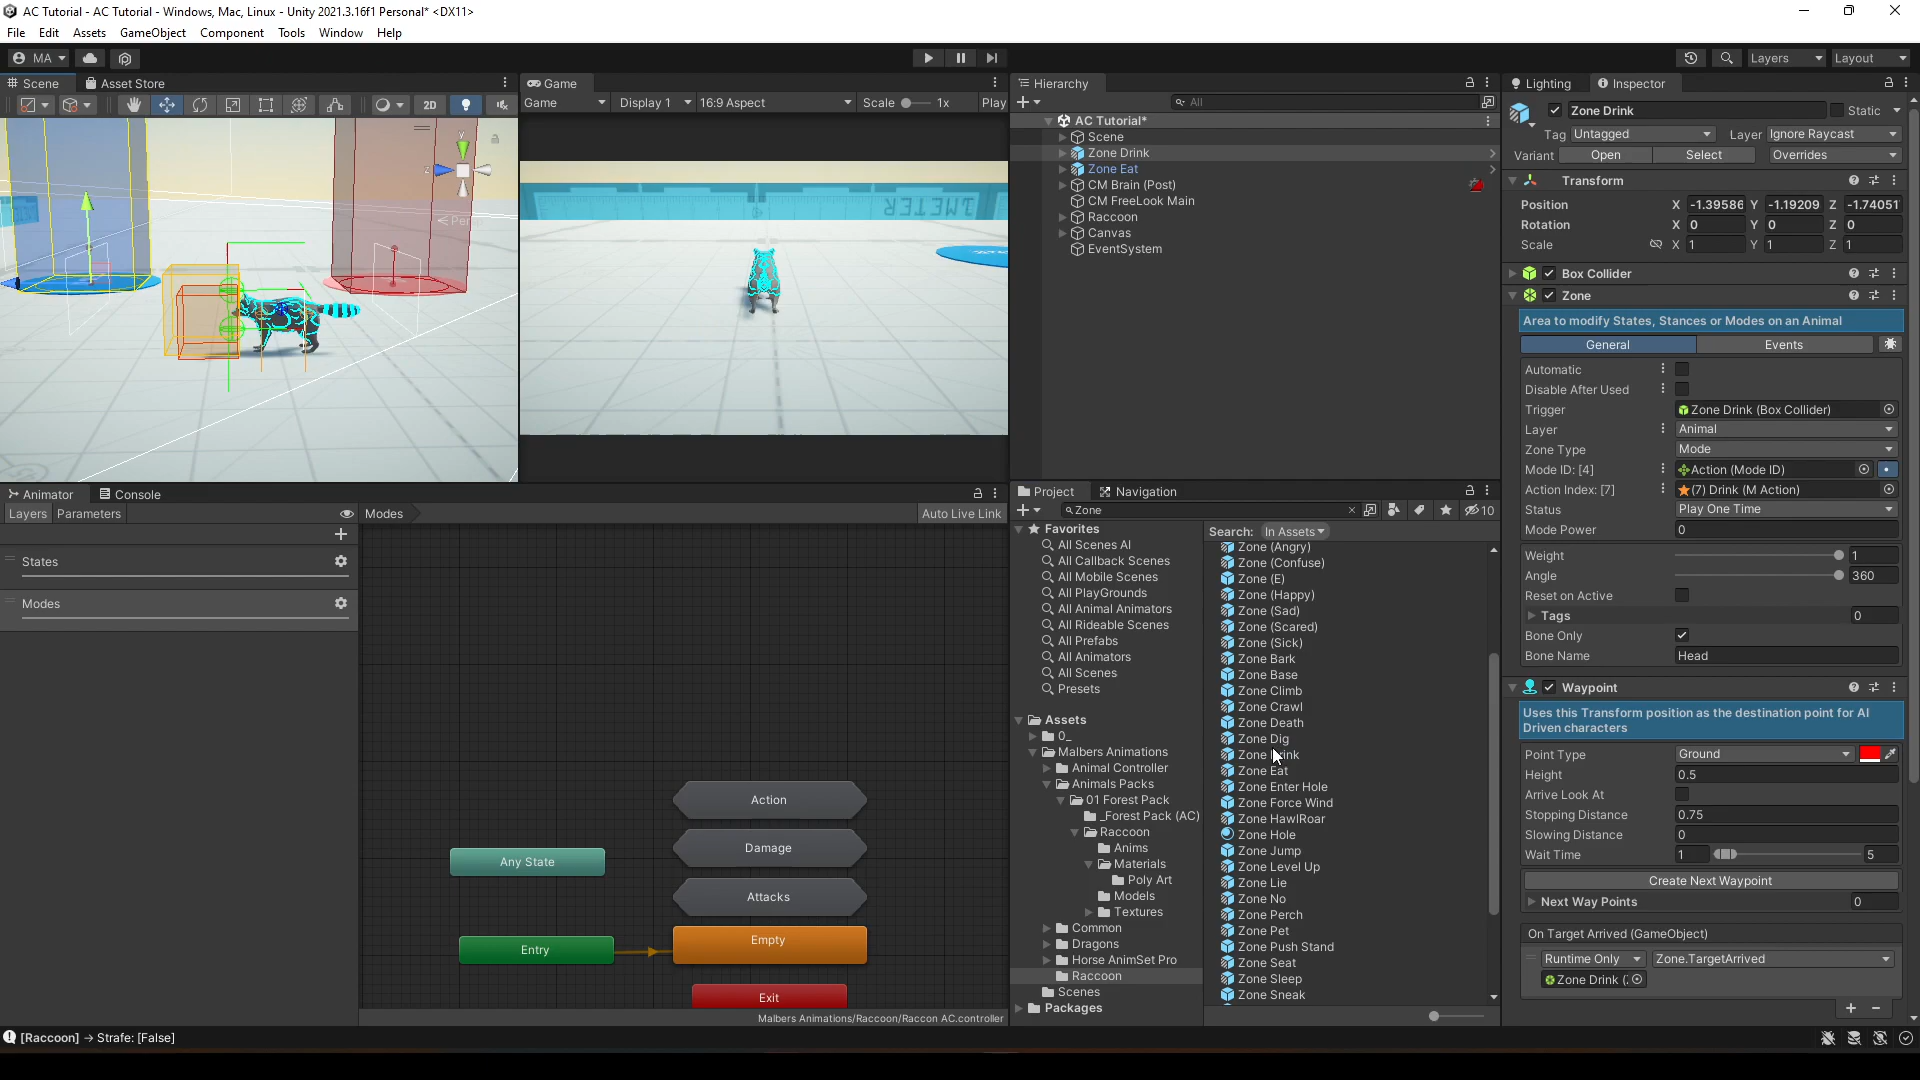 AC Tutorial - AC Tutorial - Windows, Mac, Linux - Unity 2021.3.16f1 Personal* <DX11>
File Edit Assets GameObject Component Tools Window Help
MA Layers Layout
Scene Asset Store
2D
Persp
Game
Game Display 1 16:9 Aspect Scale 1x Play
Hierarchy
All
AC Tutorial*
Scene
Zone Drink
Zone Eat
CM Brain (Post)
CM FreeLook Main
Raccoon
Canvas
EventSystem
Lighting Inspector
Zone Drink Static
Tag Untagged Layer Ignore Raycast
Variant Open Select Overrides
Transform
Position X -1.39586 Y -1.19209 Z -1.74051
Rotation X 0 Y 0 Z 0
Scale X 1 Y 1 Z 1
Box Collider
Zone
Area to modify States, Stances or Modes on an Animal
General Events
Automatic
Disable After Used
Trigger Zone Drink (Box Collider)
Layer Animal
Zone Type Mode
Mode ID: [4] Action (Mode ID)
Action Index: [7] (7) Drink (M Action)
Status Play One Time
Mode Power 0
Weight 1
Angle 360
Reset on Active
Tags 0
Bone Only
Bone Name Head
Waypoint
Uses this Transform position as the destination point for AI
Driven characters
Point Type Ground
Height 0.5
Arrive Look At
Stopping Distance 0.75
Slowing Distance 0
Wait Time 1 5
Create Next Waypoint
Next Way Points 0
On Target Arrived (GameObject)
Runtime Only Zone.TargetArrived
Zone Drink (
Animator Console
Layers Parameters Modes Auto Live Link
States
Modes
Action
Damage
Attacks
Any State
Entry
Empty
Exit
Malbers Animations/Raccoon/Raccon AC.controller
Project Navigation
Zone 10
Favorites
All Scenes AI
All Callback Scenes
All Mobile Scenes
All PlayGrounds
All Animal Animators
All Rideable Scenes
All Prefabs
All Animators
All Scenes
Presets
Assets
0_
Malbers Animations
Animal Controller
Animals Packs
01 Forest Pack
_Forest Pack (AC)
Raccoon
Anims
Materials
Poly Art
Models
Textures
Common
Dragons
Horse AnimSet Pro
Raccoon
Scenes
Packages
Search: In Assets
Zone (Angry)
Zone (Confuse)
Zone (E)
Zone (Happy)
Zone (Sad)
Zone (Scared)
Zone (Sick)
Zone Bark
Zone Base
Zone Climb
Zone Crawl
Zone Death
Zone Dig
Zone Drink
Zone Eat
Zone Enter Hole
Zone Force Wind
Zone HawlRoar
Zone Hole
Zone Jump
Zone Level Up
Zone Lie
Zone No
Zone Perch
Zone Pet
Zone Push Stand
Zone Seat
Zone Sleep
Zone Sneak
[Raccoon] → Strafe: [False]